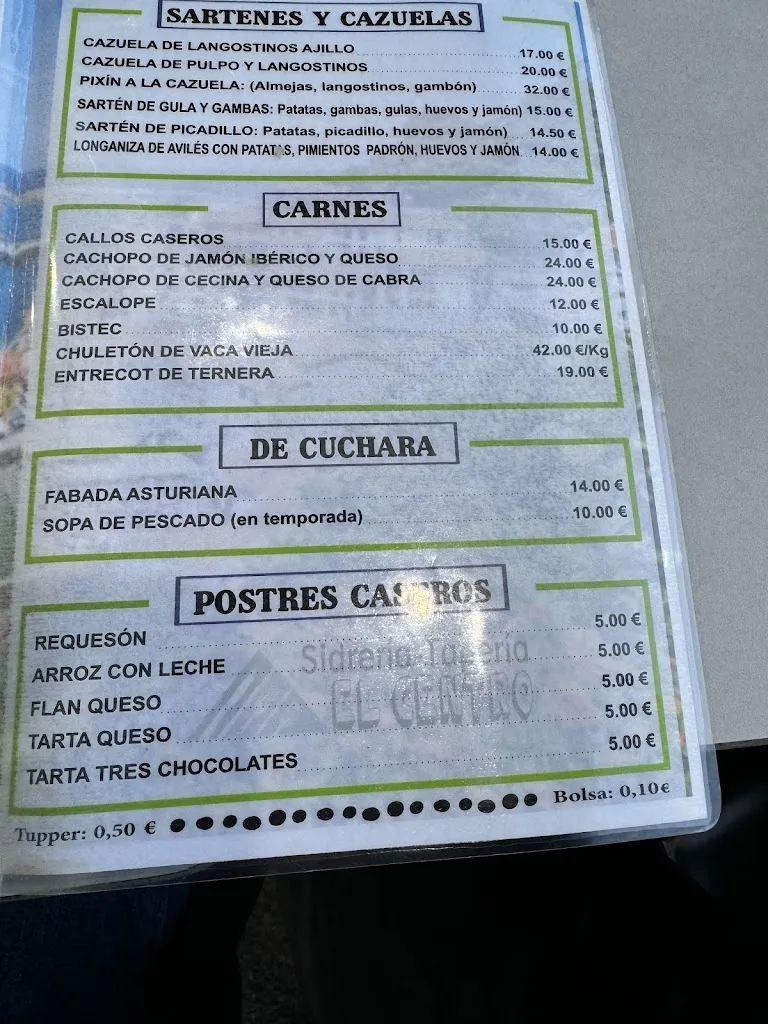 SARTENES Y CAZUELAS
CAZUELA DE LANGOSTINOS AJILLO 17.00 €
CAZUELA DE PULPO Y LANGOSTINOS 20.00 €
PIXÍN A LA CAZUELA: (Almejas, langostinos, gambón) 32.00 €
SARTÉN DE GULA Y GAMBAS: Patatas, gambas, gulas, huevos y jamón) 15.00 €
SARTÉN DE PICADILLO: Patatas, picadillo, huevos y jamón) 14.50 €
LONGANIZA DE AVILÉS CON PATATAS, PIMIENTOS PADRÓN, HUEVOS Y JAMÓN 14.00 €
CARNES
CALLOS CASEROS 15.00 €
CACHOPO DE JAMÓN IBÉRICO Y QUESO 24.00 €
CACHOPO DE CECINA Y QUESO DE CABRA 24.00 €
ESCALOPE 12.00 €
BISTEC 10.00 €
CHULETÓN DE VACA VIEJA 42.00 €/Kg
ENTRECOT DE TERNERA 19.00 €
DE CUCHARA
FABADA ASTURIANA 14.00 €
SOPA DE PESCADO (en temporada) 10.00 €
POSTRES CASEROS
REQUESÓN 5.00 €
ARROZ CON LECHE 5.00 €
FLAN QUESO 5.00 €
TARTA QUESO 5.00 €
TARTA TRES CHOCOLATES 5.00 €
Sidrería Tapería
EL CENTRO
Tupper: 0,50 € Bolsa: 0,10€